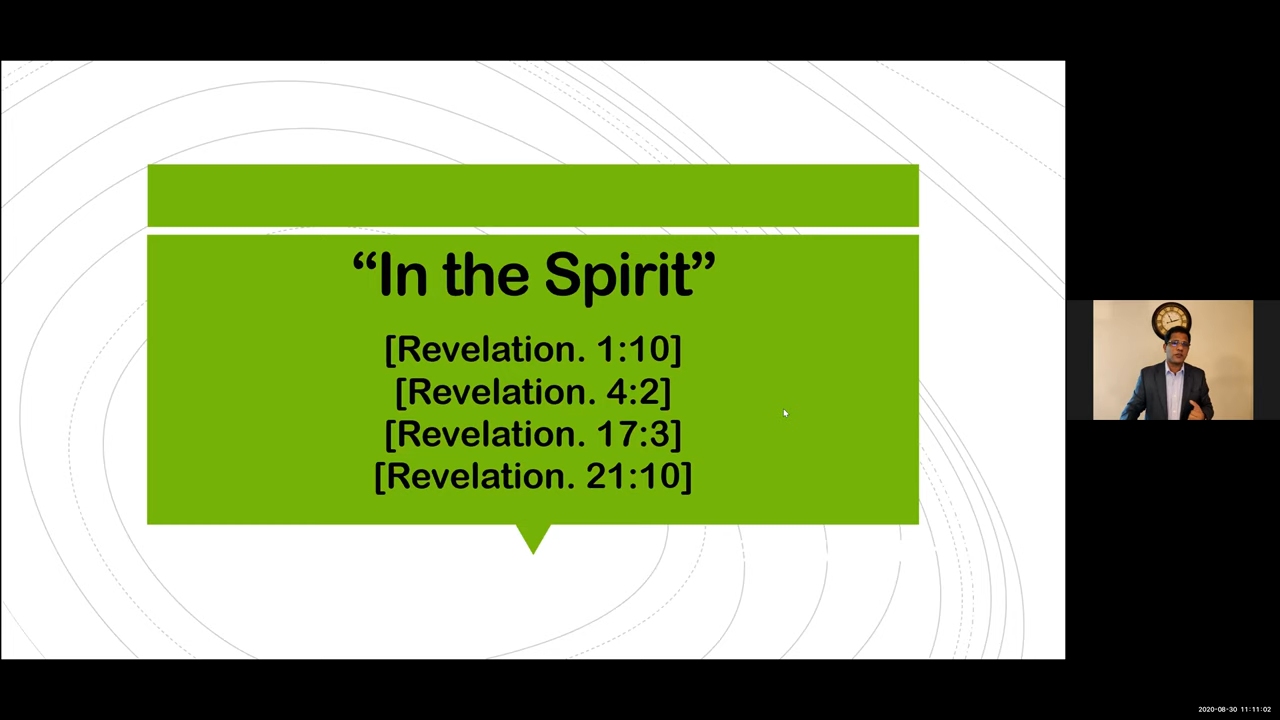 “In the Spirit”
[Revelation. 1:10]
[Revelation. 4:2]
[Revelation. 17:3]
[Revelation. 21:10]
2020-08-30 11:11:02